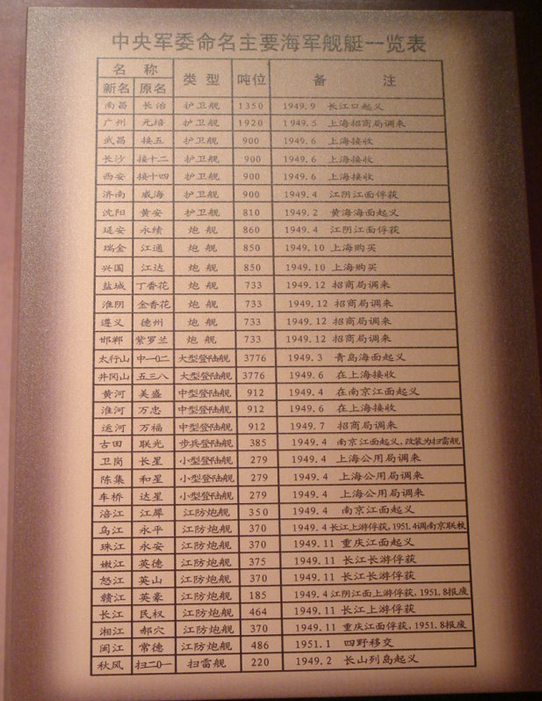 中央军委命名主要海军舰艇一览表
名 称 类 型 吨位 备 注
新名 原名
南昌 长治 护卫舰 1350 1949.9 长江口起义
广州 元培 护卫舰 1920 1949.5 上海招商局调来
武昌 接五 护卫舰 900 1949.6 上海接收
长沙 接十二 护卫舰 900 1949.6 上海接收
西安 接十四 护卫舰 900 1949.6 上海接收
济南 威海 护卫舰 900 1949.4 江阴江面俘获
沈阳 黄安 护卫舰 810 1949.2 黄海海面起义
延安 永绩 炮 舰 860 1949.4 江阴江面俘获
瑞金 江通 炮 舰 850 1949.10 上海购买
兴国 江达 炮 舰 850 1949.10 上海购买
盐城 丁香花 炮 舰 733 1949.12 招商局调来
淮阴 金香花 炮 舰 733 1949.12 招商局调来
遵义 德州 炮 舰 733 1949.12 招商局调来
邯郸 紫罗兰 炮 舰 733 1949.12 招商局调来
太行山 中一〇二 大型登陆舰 3776 1949.3 青岛海面起义
井冈山 五三八 大型登陆舰 3776 1949.6 在上海接收
黄河 美盛 中型登陆舰 912 1949.4 在南京江面起义
淮河 万忠 中型登陆舰 912 1949.6 在上海接收
运河 万福 中型登陆舰 912 1949.7 招商局调来
古田 联光 步兵登陆舰 385 1949.4 南京江面起义,改装为扫雷舰
卫岗 长星 小型登陆舰 279 1949.4 上海公用局调来
陈集 和星 小型登陆舰 279 1949.4 上海公用局调来
车桥 达星 小型登陆舰 279 1949.4 上海公用局调来
涪江 江犀 江防炮舰 350 1949.4 南京江面起义
乌江 永平 江防炮舰 370 1949.4 长江上游俘获,1951.4调南京联校
珠江 永安 江防炮舰 370 1949.11 重庆江面起义
嫩江 英德 江防炮舰 375 1949.11 长江长游俘获
怒江 英山 江防炮舰 370 1949.11 长江长游俘获
赣江 英豪 江防炮舰 185 1949.4 江阴江面上游俘获,1951.8报废
长江 民权 江防炮舰 464 1949.11 长江上游俘获
湘江 郝穴 江防炮舰 370 1949.11 重庆江面俘获,1951.8报废
闽江 常德 江防炮舰 486 1951.1 四野移交
秋风 扫二〇一 扫雷舰 220 1949.2 长山列岛起义